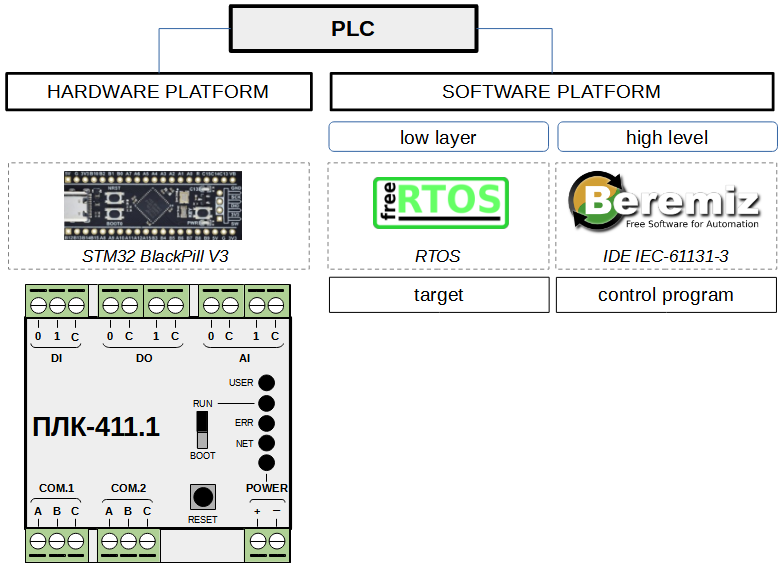 PLC
HARDWARE PLATFORM
SOFTWARE PLATFORM
low layer
high level
free RTOS
Beremiz
Free Software for Automation
STM32 BlackPill V3
RTOS
IDE IEC-61131-3
target
control program
0 1 C 0 C 1 C 0 C 1 C
DI DO AI
USER
RUN
ERR
ПЛК-411.1
NET
BOOT
COM.1 COM.2 POWER
A B C A B C + −
RESET